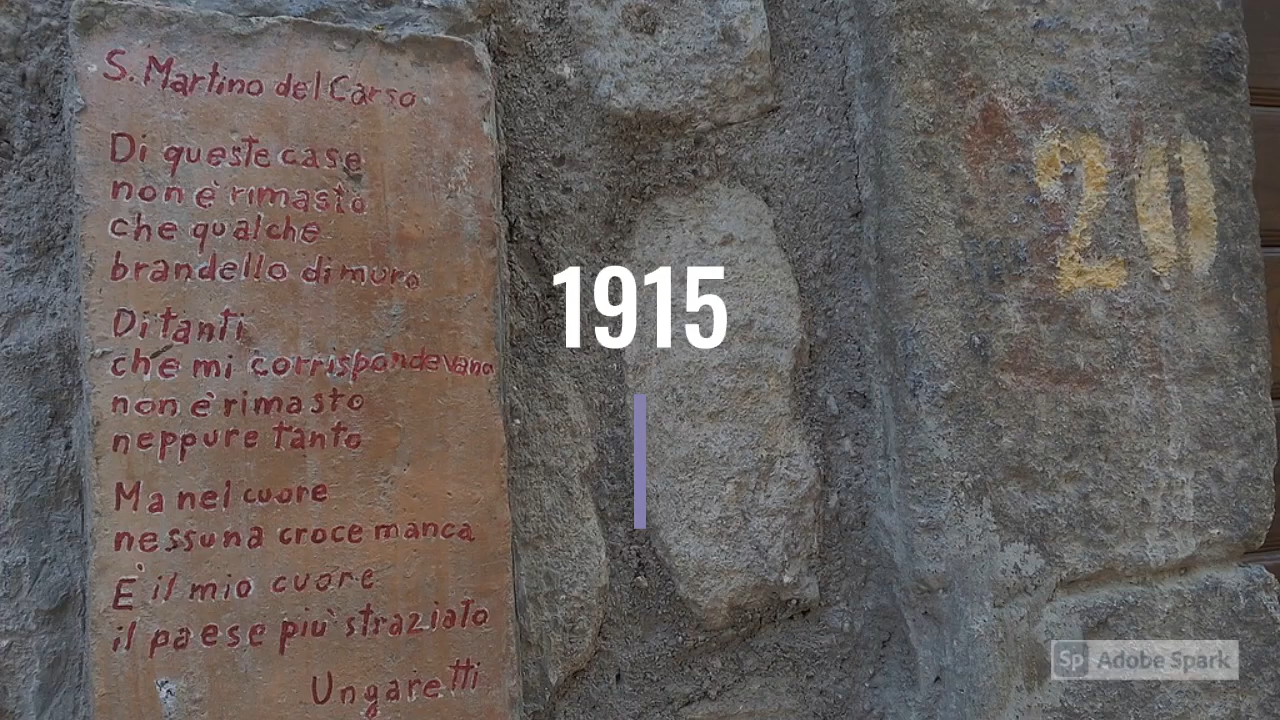 S. Martino del Carso
Di queste case
non è rimasto
che qualche
brandello di muro
Di tanti
che mi corrispondevano
non è rimasto
neppure tanto
Ma nel cuore
nessuna croce manca
È il mio cuore
il paese più straziato
Ungaretti
1915
20
Sp Adobe Spark